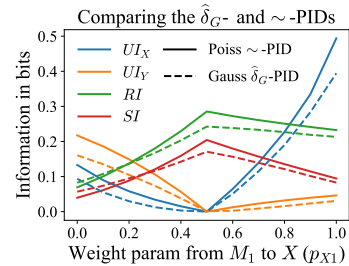 Comparing the $\widehat{\delta}_G$- and ∼-PIDs
Information in bits
0.5
0.4
0.3
0.2
0.1
0.0
UI_X
UI_Y
RI
SI
Poiss ∼-PID
Gauss $\widehat{\delta}_G$-PID
0.0 0.2 0.4 0.6 0.8 1.0
Weight param from M_1 to X (p_{X1})